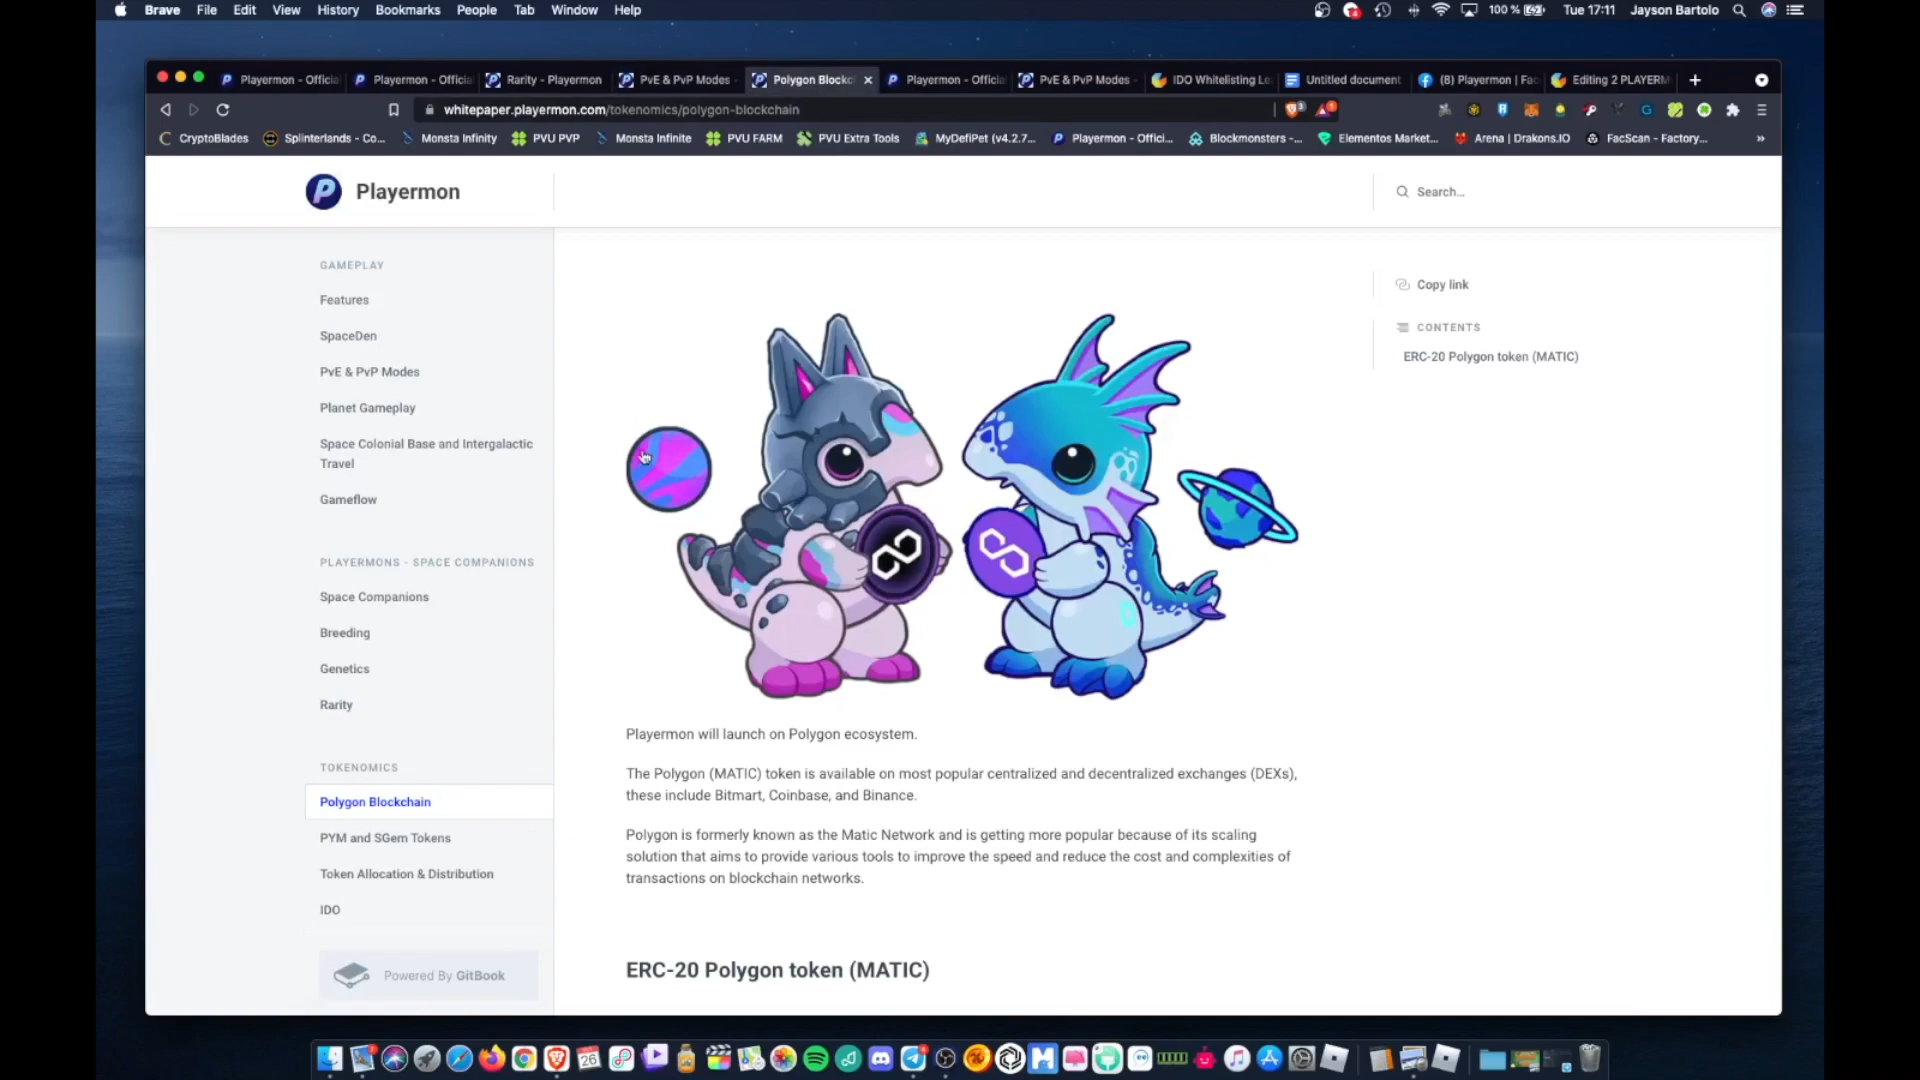 Brave File Edit View History Bookmarks People Tab Window Help
100 % Tue 17:11 Jayson Bartolo
Playermon - Officia
Playermon - Officia
Rarity - Playermon
PvE & PvP Modes -
Polygon Blockc
Playermon - Officia
PvE & PvP Modes -
IDO Whitelisting Lo
Untitled document
(8) Playermon | Fac
Editing 2 PLAYERM
whitepaper.playermon.com/tokenomics/polygon-blockchain
CryptoBlades
Splinterlands - Co...
Monsta Infinity
PVU PVP
Monsta Infinite
PVU FARM
PVU Extra Tools
MyDefiPet (v4.2.7...
Playermon - Offici...
Blockmonsters -...
Elementos Market...
Arena | Drakons.IO
FacScan - Factory...
Playermon
Search...
GAMEPLAY
Features
SpaceDen
PvE & PvP Modes
Planet Gameplay
Space Colonial Base and Intergalactic
Travel
Gameflow
PLAYERMONS - SPACE COMPANIONS
Space Companions
Breeding
Genetics
Rarity
TOKENOMICS
Polygon Blockchain
PYM and SGem Tokens
Token Allocation & Distribution
IDO
Powered By GitBook
Copy link
CONTENTS
ERC-20 Polygon token (MATIC)
Playermon will launch on Polygon ecosystem.
The Polygon (MATIC) token is available on most popular centralized and decentralized exchanges (DEXs),
these include Bitmart, Coinbase, and Binance.
Polygon is formerly known as the Matic Network and is getting more popular because of its scaling
solution that aims to provide various tools to improve the speed and reduce the cost and complexities of
transactions on blockchain networks.
ERC-20 Polygon token (MATIC)
26